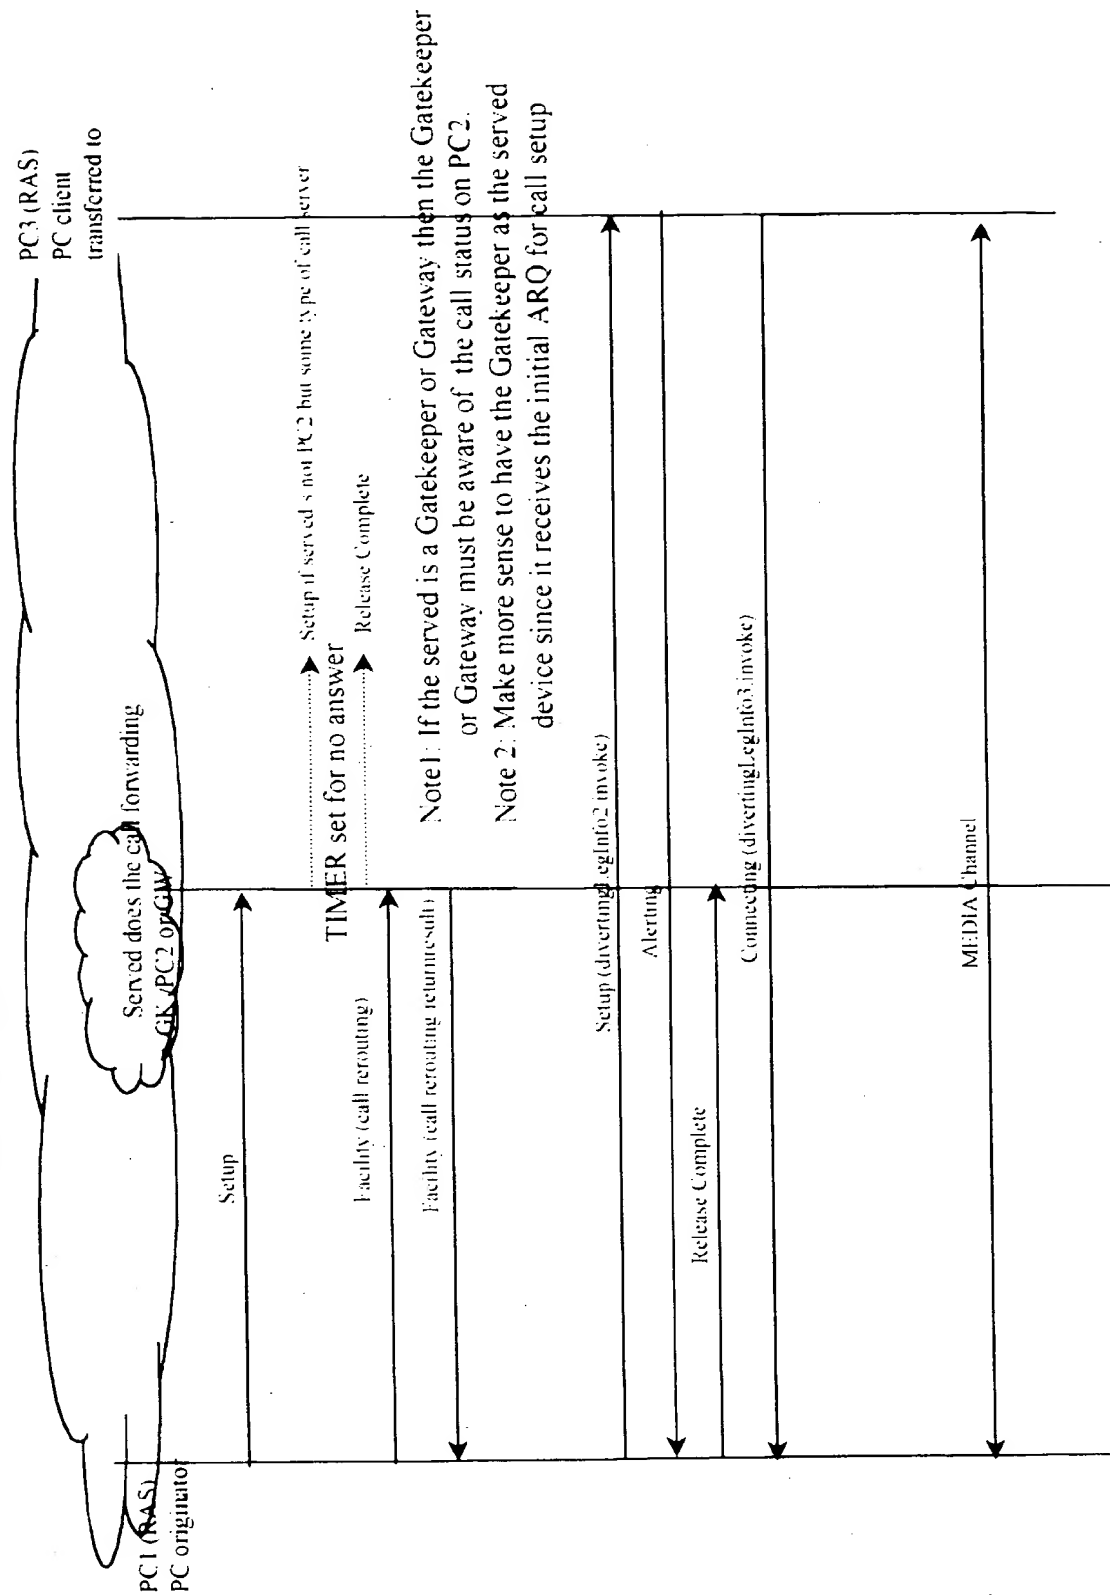 PC3 (RAS)
PC client
transferred to
Served does the call forwarding
GK /PC2 or GW
PC1 (RAS)
PC originator
Setup
Setup if served s not PC2 but some type of call server
TIMER set for no answer
Release Complete
Facility (call rerouting)
Facility (call rerouting returnresult)
Note1: If the served is a Gatekeeper or Gateway then the Gatekeeper
or Gateway must be aware of the call status on PC2.
Note 2: Make more sense to have the Gatekeeper as the served
device since it receives the initial ARQ for call setup
Setup (divertingLegInfo2.invoke)
Alerting
Release Complete
Connecting (divertingLegInfo3.invoke)
MEDIA Channel